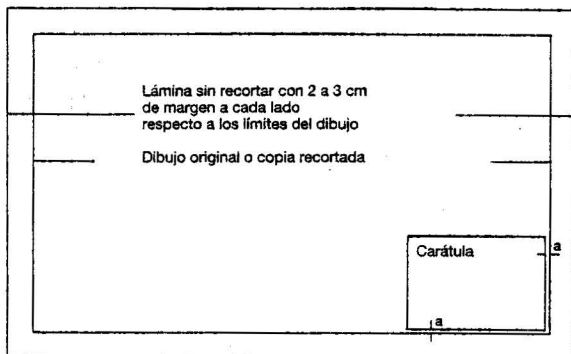 Lámina sin recortar con 2 a 3 cm
de margen a cada lado
respecto a los límites del dibujo
Dibujo original o copia recortada
Carátula
a
a